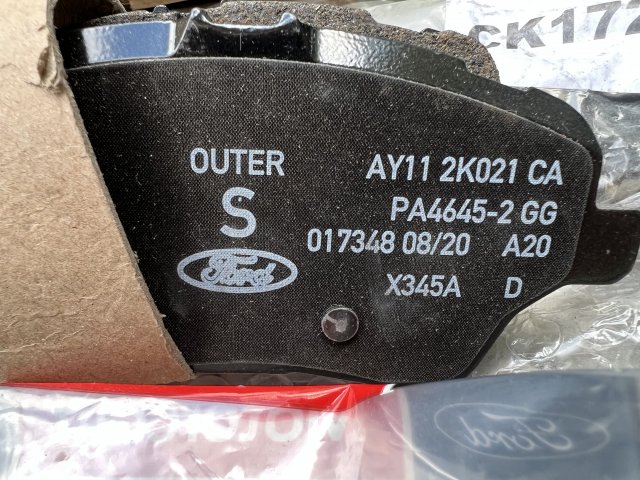 CK172
OUTER
S
Ford
AY11 2K021 CA
PA4645-2 GG
017348 08/20 A20
X345A D
Ford